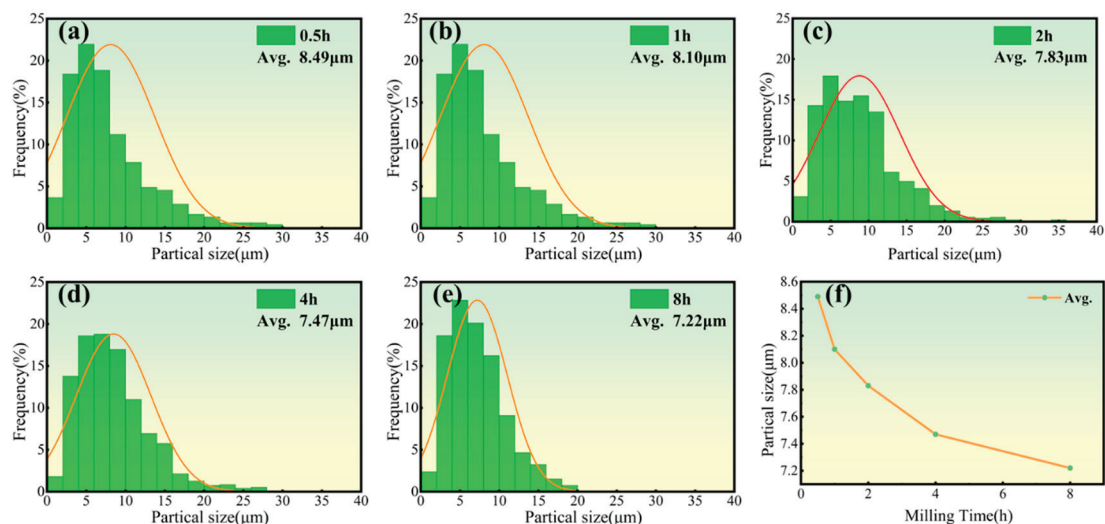 (a)
0.5h
Avg. 8.49μm
Frequency(%)
0
5
10
15
20
25
0 5 10 15 20 25 30 35 40
Partical size(μm)
(b)
1h
Avg. 8.10μm
Frequency(%)
0
5
10
15
20
25
0 5 10 15 20 25 30 35 40
Partical size(μm)
(c)
2h
Avg. 7.83μm
Frequency(%)
0
5
10
15
20
25
0 5 10 15 20 25 30 35 40
Partical size(μm)
(d)
4h
Avg. 7.47μm
Frequency(%)
0
5
10
15
20
25
0 5 10 15 20 25 30 35 40
Partical size(μm)
(e)
8h
Avg. 7.22μm
Frequency(%)
0
5
10
15
20
25
0 5 10 15 20 25 30 35 40
Partical size(μm)
(f)
Avg.
Partical size(μm)
8.6
8.4
8.2
8.0
7.8
7.6
7.4
7.2
0 2 4 6 8
Milling Time(h)